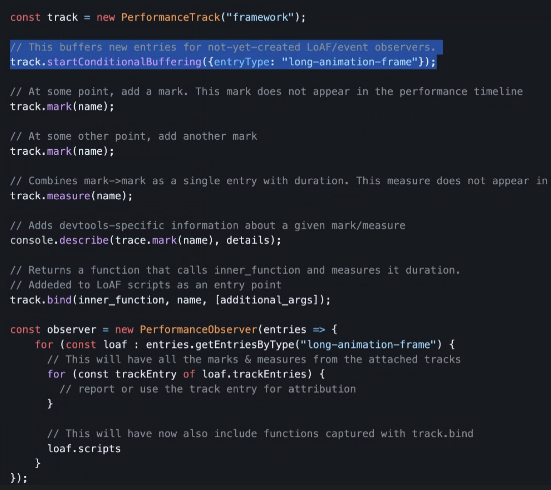 const track = new PerformanceTrack("framework");
// This buffers new entries for not-yet-created LoAF/event observers.
track.startConditionalBuffering({entryType: "long-animation-frame"});
// At some point, add a mark. This mark does not appear in the performance timeline
track.mark(name);
// At some other point, add another mark
track.mark(name);
// Combines mark->mark as a single entry with duration. This measure does not appear in
track.measure(name);
// Adds devtools-specific information about a given mark/measure
console.describe(trace.mark(name), details);
// Returns a function that calls inner_function and measures it duration.
// Addeded to LoAF scripts as an entry point
track.bind(inner_function, name, [additional_args]);
const observer = new PerformanceObserver(entries => {
for (const loaf : entries.getEntriesByType("long-animation-frame") {
// This will have all the marks & measures from the attached tracks
for (const trackEntry of loaf.trackEntries) {
// report or use the track entry for attribution
}
// This will have now also include functions captured with track.bind
loaf.scripts
}
});